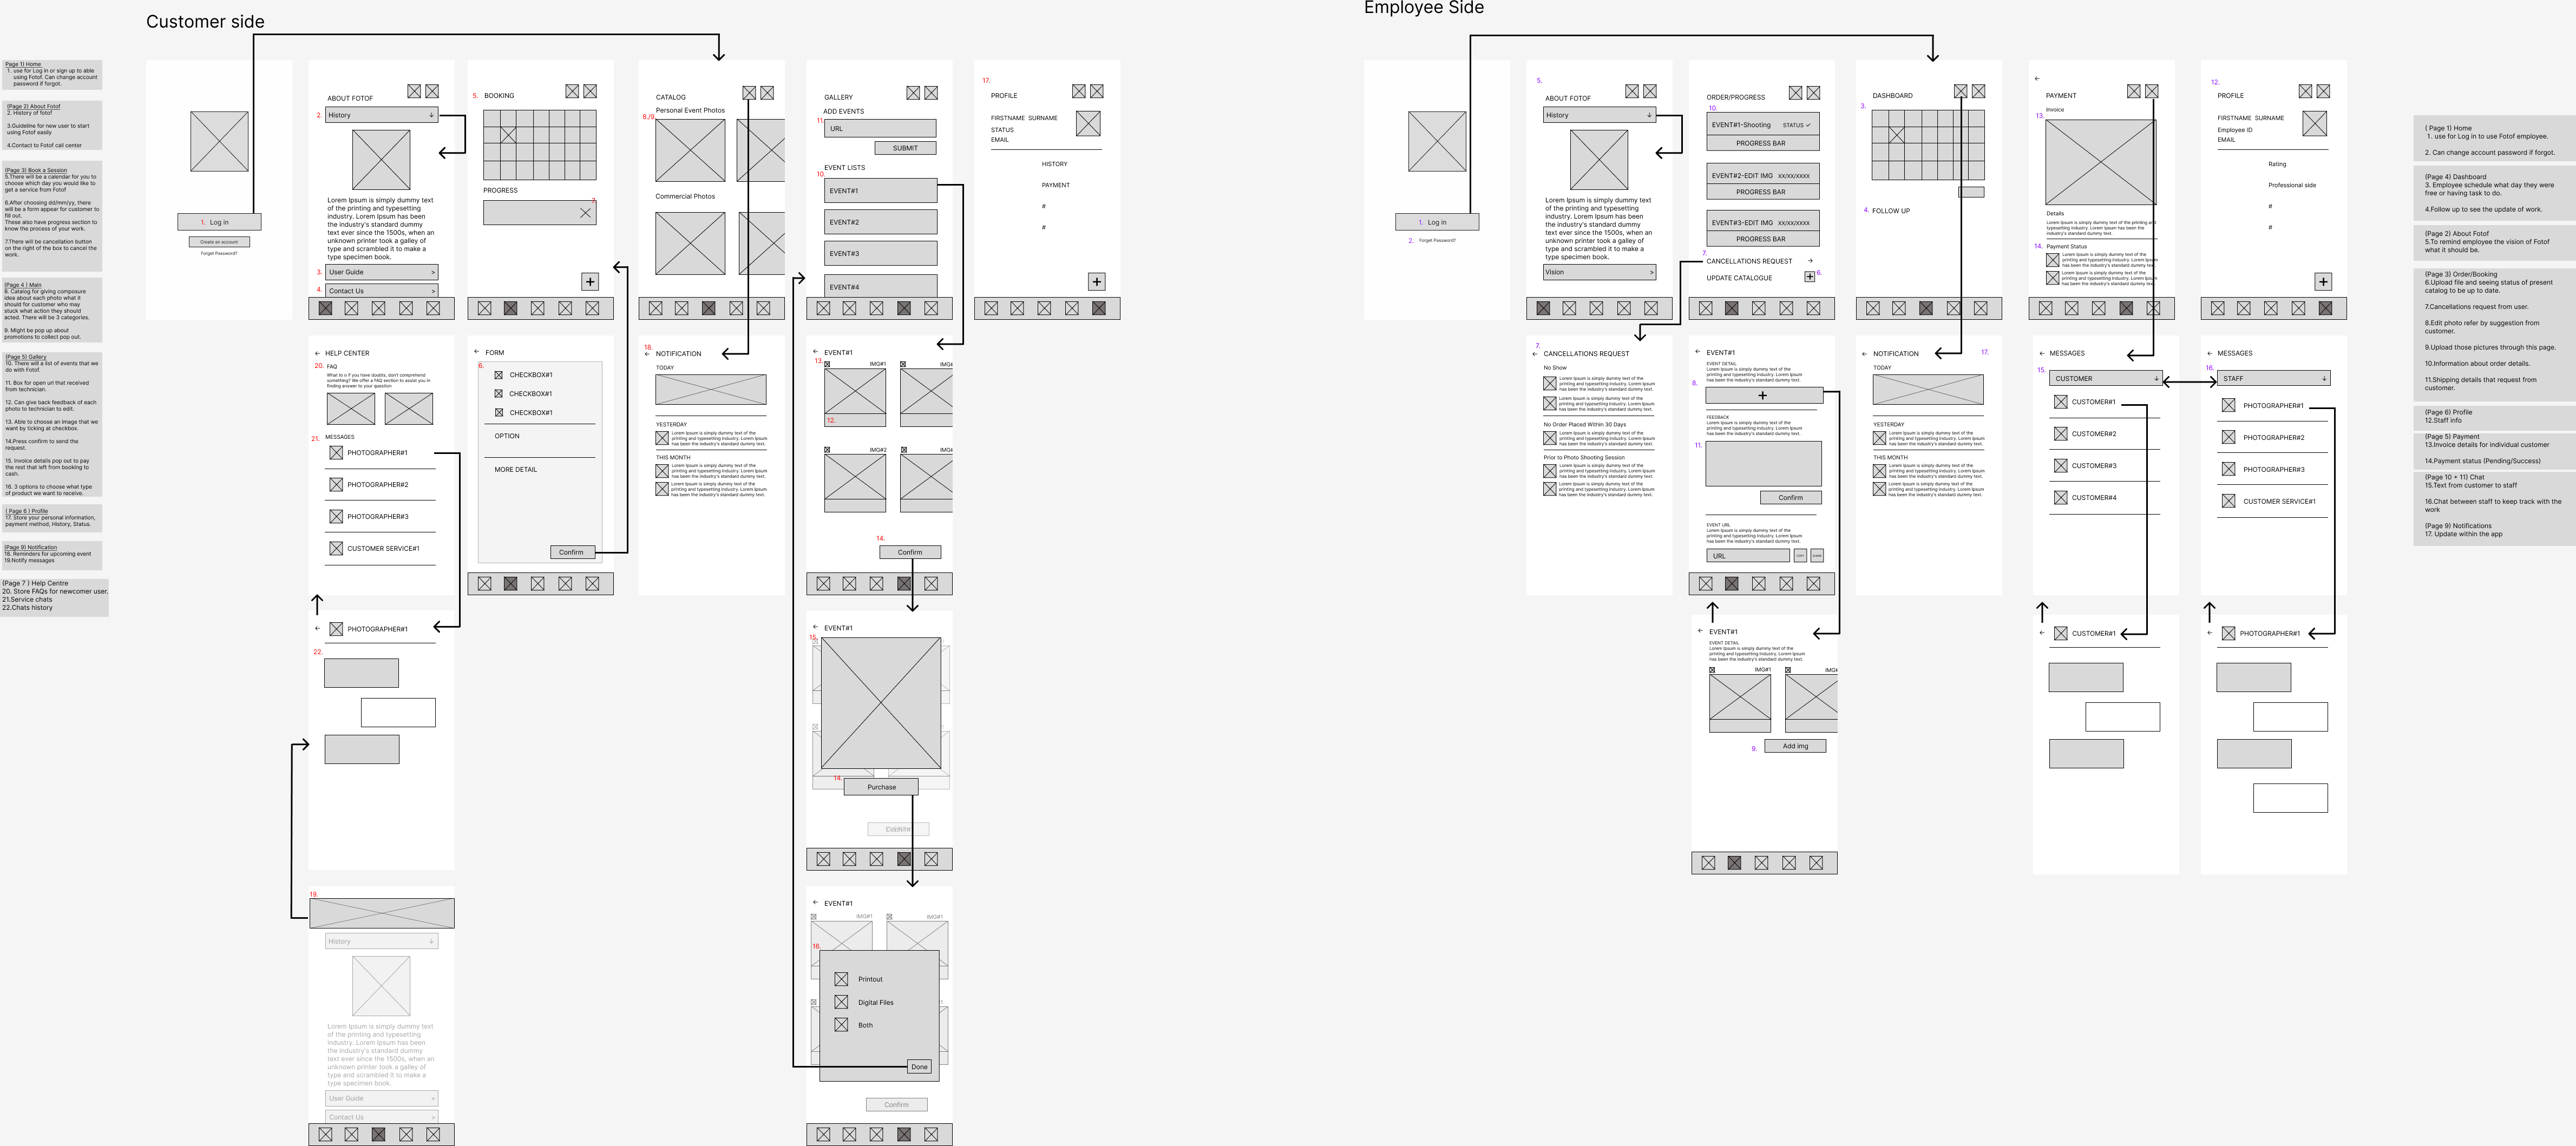 Customer side
Page 1) Home
1. use for Log in or sign up to able
using Fotof. Can change account
password if forgot.
(Page 2) About Fotof
2. History of fotof
3.Guideline for new user to start
using Fotof easily
4.Contact to Fotof call center
(Page 3) Book a Session
5.There will be a calendar for you to
choose which day you would like to
get a service from Fotof
6.After choosing dd/mm/yy, there
will be a form appear for customer to
fill out.
These also have progress section to
know the process of your work.
7.There will be cancellation button
on the right of the box to cancel the
work.
(Page 4 ) Main
8. Catalog for giving composure
idea about each photo what it
should for customer who may
stuck what action they should
acted. There will be 3 categories.
9. Might be pop up about
promotions to collect pop out.
(Page 5) Gallery
10. There will a list of events that we
do with Fotof.
11. Box for open url that received
from technician.
12. Can give back feedback of each
photo to technician to edit.
13. Able to choose an image that we
want by ticking at checkbox.
14.Press confirm to send the
request.
15. Invoice details pop out to pay
the rest that left from booking to
cash.
16. 3 options to choose what type
of product we want to receive.
( Page 6 ) Profile
17. Store your personal information,
payment method, History, Status.
(Page 9) Notification
18. Reminders for upcoming event
19.Notify messages
(Page 7 ) Help Centre
20. Store FAQs for newcomer user.
21.Service chats
22.Chats history
1. Log in
Create an account
Forget Password?
ABOUT FOTOF
2. History ↓
Lorem Ipsum is simply dummy text
of the printing and typesetting
industry. Lorem Ipsum has been
the industry's standard dummy
text ever since the 1500s, when an
unknown printer took a galley of
type and scrambled it to make a
type specimen book.
3. User Guide >
4. Contact Us >
5. BOOKING
PROGRESS
7.
+
CATALOG
Personal Event Photos
8./9.
Commercial Photos
GALLERY
ADD EVENTS
11. URL
SUBMIT
EVENT LISTS
10.
EVENT#1
EVENT#2
EVENT#3
EVENT#4
17.
PROFILE
FIRSTNAME SURNAME
STATUS
EMAIL
HISTORY
PAYMENT
#
#
+
← HELP CENTER
20. FAQ
What to o if you have doubts, don't comprehend
something? We offer a FAQ section to assist you in
finding answer to your question
21. MESSAGES
PHOTOGRAPHER#1
PHOTOGRAPHER#2
PHOTOGRAPHER#3
CUSTOMER SERVICE#1
← FORM
6.
CHECKBOX#1
CHECKBOX#1
CHECKBOX#1
OPTION
MORE DETAIL
Confirm
18.
← NOTIFICATION
TODAY
YESTERDAY
Lorem Ipsum is simply dummy text of the
printing and typesetting industry. Lorem Ipsum
has been the industry's standard dummy text.
THIS MONTH
Lorem Ipsum is simply dummy text of the
printing and typesetting industry. Lorem Ipsum
has been the industry's standard dummy text.
Lorem Ipsum is simply dummy text of the
printing and typesetting industry. Lorem Ipsum
has been the industry's standard dummy text.
← EVENT#1
13. IMG#1 IMG#
12.
IMG#2 IMG#
14.
Confirm
← PHOTOGRAPHER#1
22.
← EVENT#1
15.
14.
Purchase
19.
History ↓
Lorem Ipsum is simply dummy text
of the printing and typesetting
industry. Lorem Ipsum has been
the industry's standard dummy
text ever since the 1500s, when an
unknown printer took a galley of
type and scrambled it to make a
type specimen book.
User Guide >
Contact Us >
← EVENT#1
IMG#1 IMG#1
16.
Printout
Digital Files
Both
Done
Confirm
Employee Side
1. Log in
2. Forget Password?
5.
ABOUT FOTOF
History ↓
Lorem Ipsum is simply dummy text
of the printing and typesetting
industry. Lorem Ipsum has been
the industry's standard dummy
text ever since the 1500s, when an
unknown printer took a galley of
type and scrambled it to make a
type specimen book.
Vision >
ORDER/PROGRESS
10.
EVENT#1-Shooting STATUS ✓
PROGRESS BAR
EVENT#2-EDIT IMG xx/xx/xxxx
PROGRESS BAR
EVENT#3-EDIT IMG xx/xx/xxxx
PROGRESS BAR
7.
CANCELLATIONS REQUEST →
UPDATE CATALOGUE + 6.
DASHBOARD
3.
4. FOLLOW UP
←
PAYMENT
Invoice
13.
Details
Lorem Ipsum is simply dummy text of the printing and
typesetting industry. Lorem Ipsum has been the
industry's standard dummy text.
14. Payment Status
Lorem Ipsum is simply dummy text of the
printing and typesetting industry. Lorem Ipsum
has been the industry's standard dummy text.
Lorem Ipsum is simply dummy text of the
printing and typesetting industry. Lorem Ipsum
has been the industry's standard dummy text.
12.
PROFILE
FIRSTNAME SURNAME
Employee ID
EMAIL
Rating
Professional side
#
#
+
7.
← CANCELLATIONS REQUEST
No Show
Lorem Ipsum is simply dummy text of the
printing and typesetting industry. Lorem Ipsum
has been the industry's standard dummy text.
Lorem Ipsum is simply dummy text of the
printing and typesetting industry. Lorem Ipsum
has been the industry's standard dummy text.
No Order Placed Within 30 Days
Lorem Ipsum is simply dummy text of the
printing and typesetting industry. Lorem Ipsum
has been the industry's standard dummy text.
Prior to Photo Shooting Session
Lorem Ipsum is simply dummy text of the
printing and typesetting industry. Lorem Ipsum
has been the industry's standard dummy text.
Lorem Ipsum is simply dummy text of the
printing and typesetting industry. Lorem Ipsum
has been the industry's standard dummy text.
← EVENT#1
EVENT DETAIL
Lorem Ipsum is simply dummy text of the
printing and typesetting industry. Lorem Ipsum
has been the industry's standard dummy text.
8.
+
FEEDBACK
Lorem Ipsum is simply dummy text of the
printing and typesetting industry. Lorem Ipsum
has been the industry's standard dummy text.
11.
Confirm
EVENT URL
Lorem Ipsum is simply dummy text of the
printing and typesetting industry. Lorem Ipsum
has been the industry's standard dummy text.
URL
← NOTIFICATION 17.
TODAY
YESTERDAY
Lorem Ipsum is simply dummy text of the
printing and typesetting industry. Lorem Ipsum
has been the industry's standard dummy text.
THIS MONTH
Lorem Ipsum is simply dummy text of the
printing and typesetting industry. Lorem Ipsum
has been the industry's standard dummy text.
Lorem Ipsum is simply dummy text of the
printing and typesetting industry. Lorem Ipsum
has been the industry's standard dummy text.
← MESSAGES
15. CUSTOMER ↓
CUSTOMER#1
CUSTOMER#2
CUSTOMER#3
CUSTOMER#4
← MESSAGES
16. STAFF ↓
PHOTOGRAPHER#1
PHOTOGRAPHER#2
PHOTOGRAPHER#3
CUSTOMER SERVICE#1
← EVENT#1
EVENT DETAIL
Lorem Ipsum is simply dummy text of the
printing and typesetting industry. Lorem Ipsum
has been the industry's standard dummy text.
IMG#1 IMG#
9. Add img
← CUSTOMER#1
← PHOTOGRAPHER#1
( Page 1) Home
1. use for Log in to use Fotof employee.
2. Can change account password if forgot.
(Page 4) Dashboard
3. Employee schedule what day they were
free or having task to do.
4.Follow up to see the update of work.
(Page 2) About Fotof
5.To remind employee the vision of Fotof
what it should be.
(Page 3) Order/Booking
6.Upload file and seeing status of present
catalog to be up to date.
7.Cancellations request from user.
8.Edit photo refer by suggestion from
customer.
9.Upload those pictures through this page.
10.Information about order details.
11.Shipping details that request from
customer.
(Page 6) Profile
12.Staff info
(Page 5) Payment
13.Invoice details for individual customer
14.Payment status (Pending/Success)
(Page 10 + 11) Chat
15.Text from customer to staff
16.Chat between staff to keep track with the
work
(Page 9) Notifications
17. Update within the app